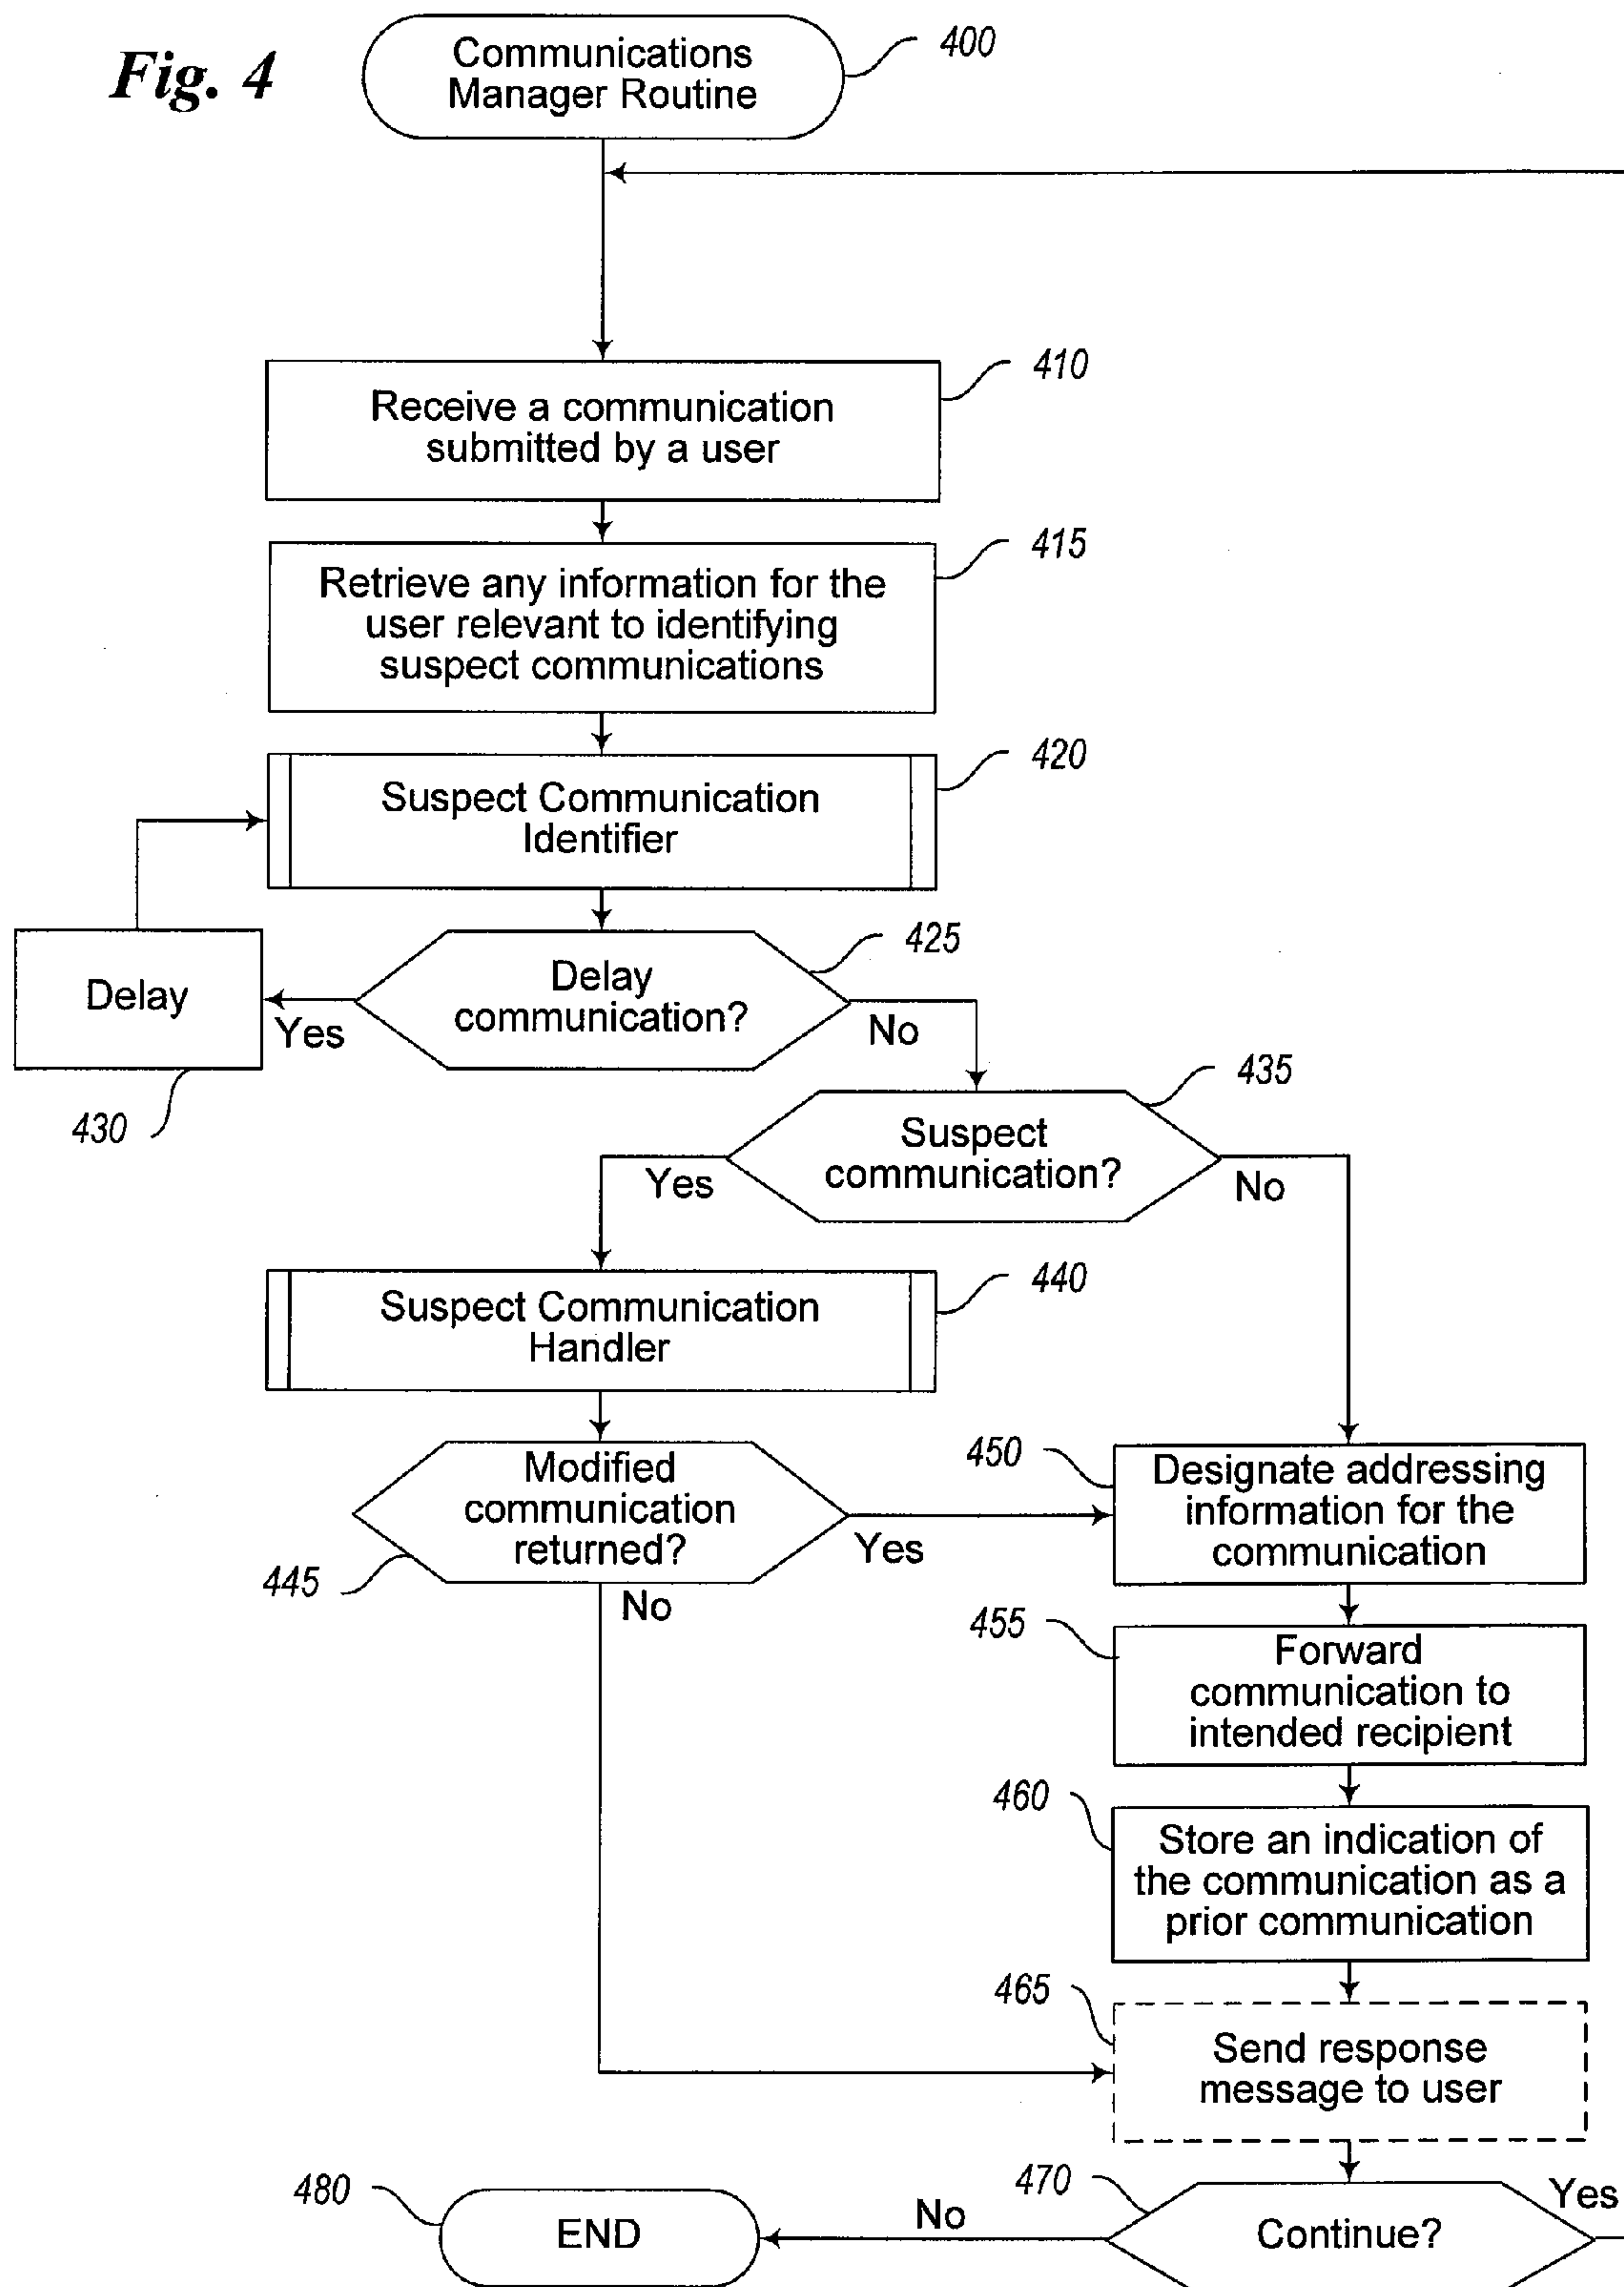 Fig. 4
Communications
Manager Routine
400
Receive a communication
submitted by a user
410
Retrieve any information for the
user relevant to identifying
suspect communications
415
Suspect Communication
Identifier
420
Delay
430
Yes
Delay
communication?
425
No
Suspect
communication?
435
Yes
No
Suspect Communication
Handler
440
Modified
communication
returned?
445
Yes
No
450
Designate addressing
information for the
communication
455
Forward
communication to
intended recipient
460
Store an indication of
the communication as a
prior communication
465
Send response
message to user
470
Continue?
Yes
No
480
END